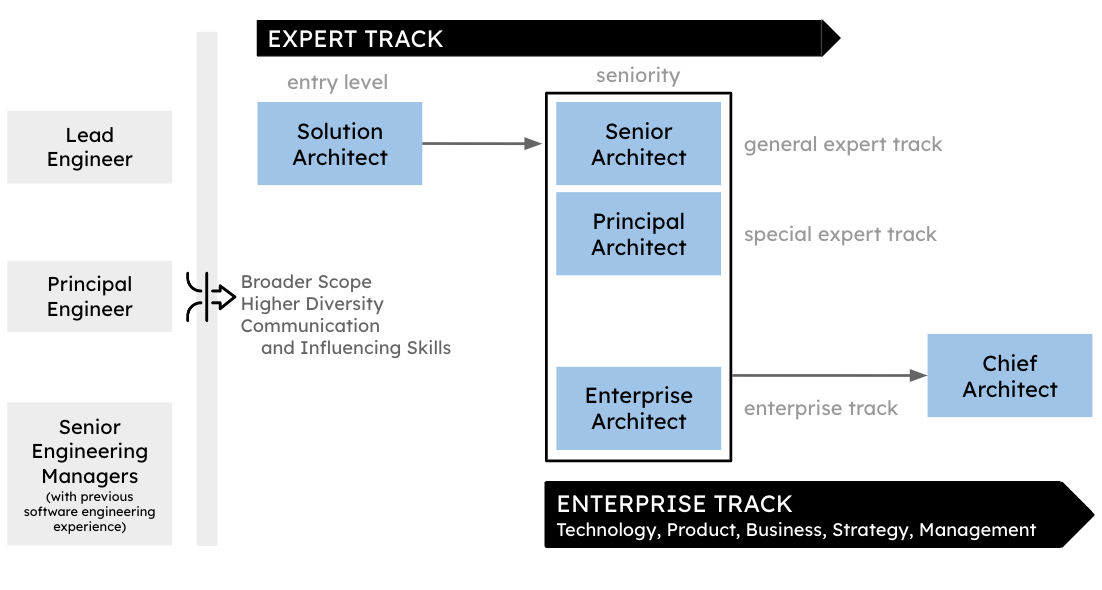 EXPERT TRACK
entry level
seniority
Lead
Engineer
Solution
Architect
Senior
Architect
general expert track
Principal
Architect
special expert track
Principal
Engineer
Broader Scope
Higher Diversity
Communication
and Influencing Skills
Chief
Architect
Enterprise
Architect
enterprise track
Senior
Engineering
Managers
(with previous
software engineering
experience)
ENTERPRISE TRACK
Technology, Product, Business, Strategy, Management